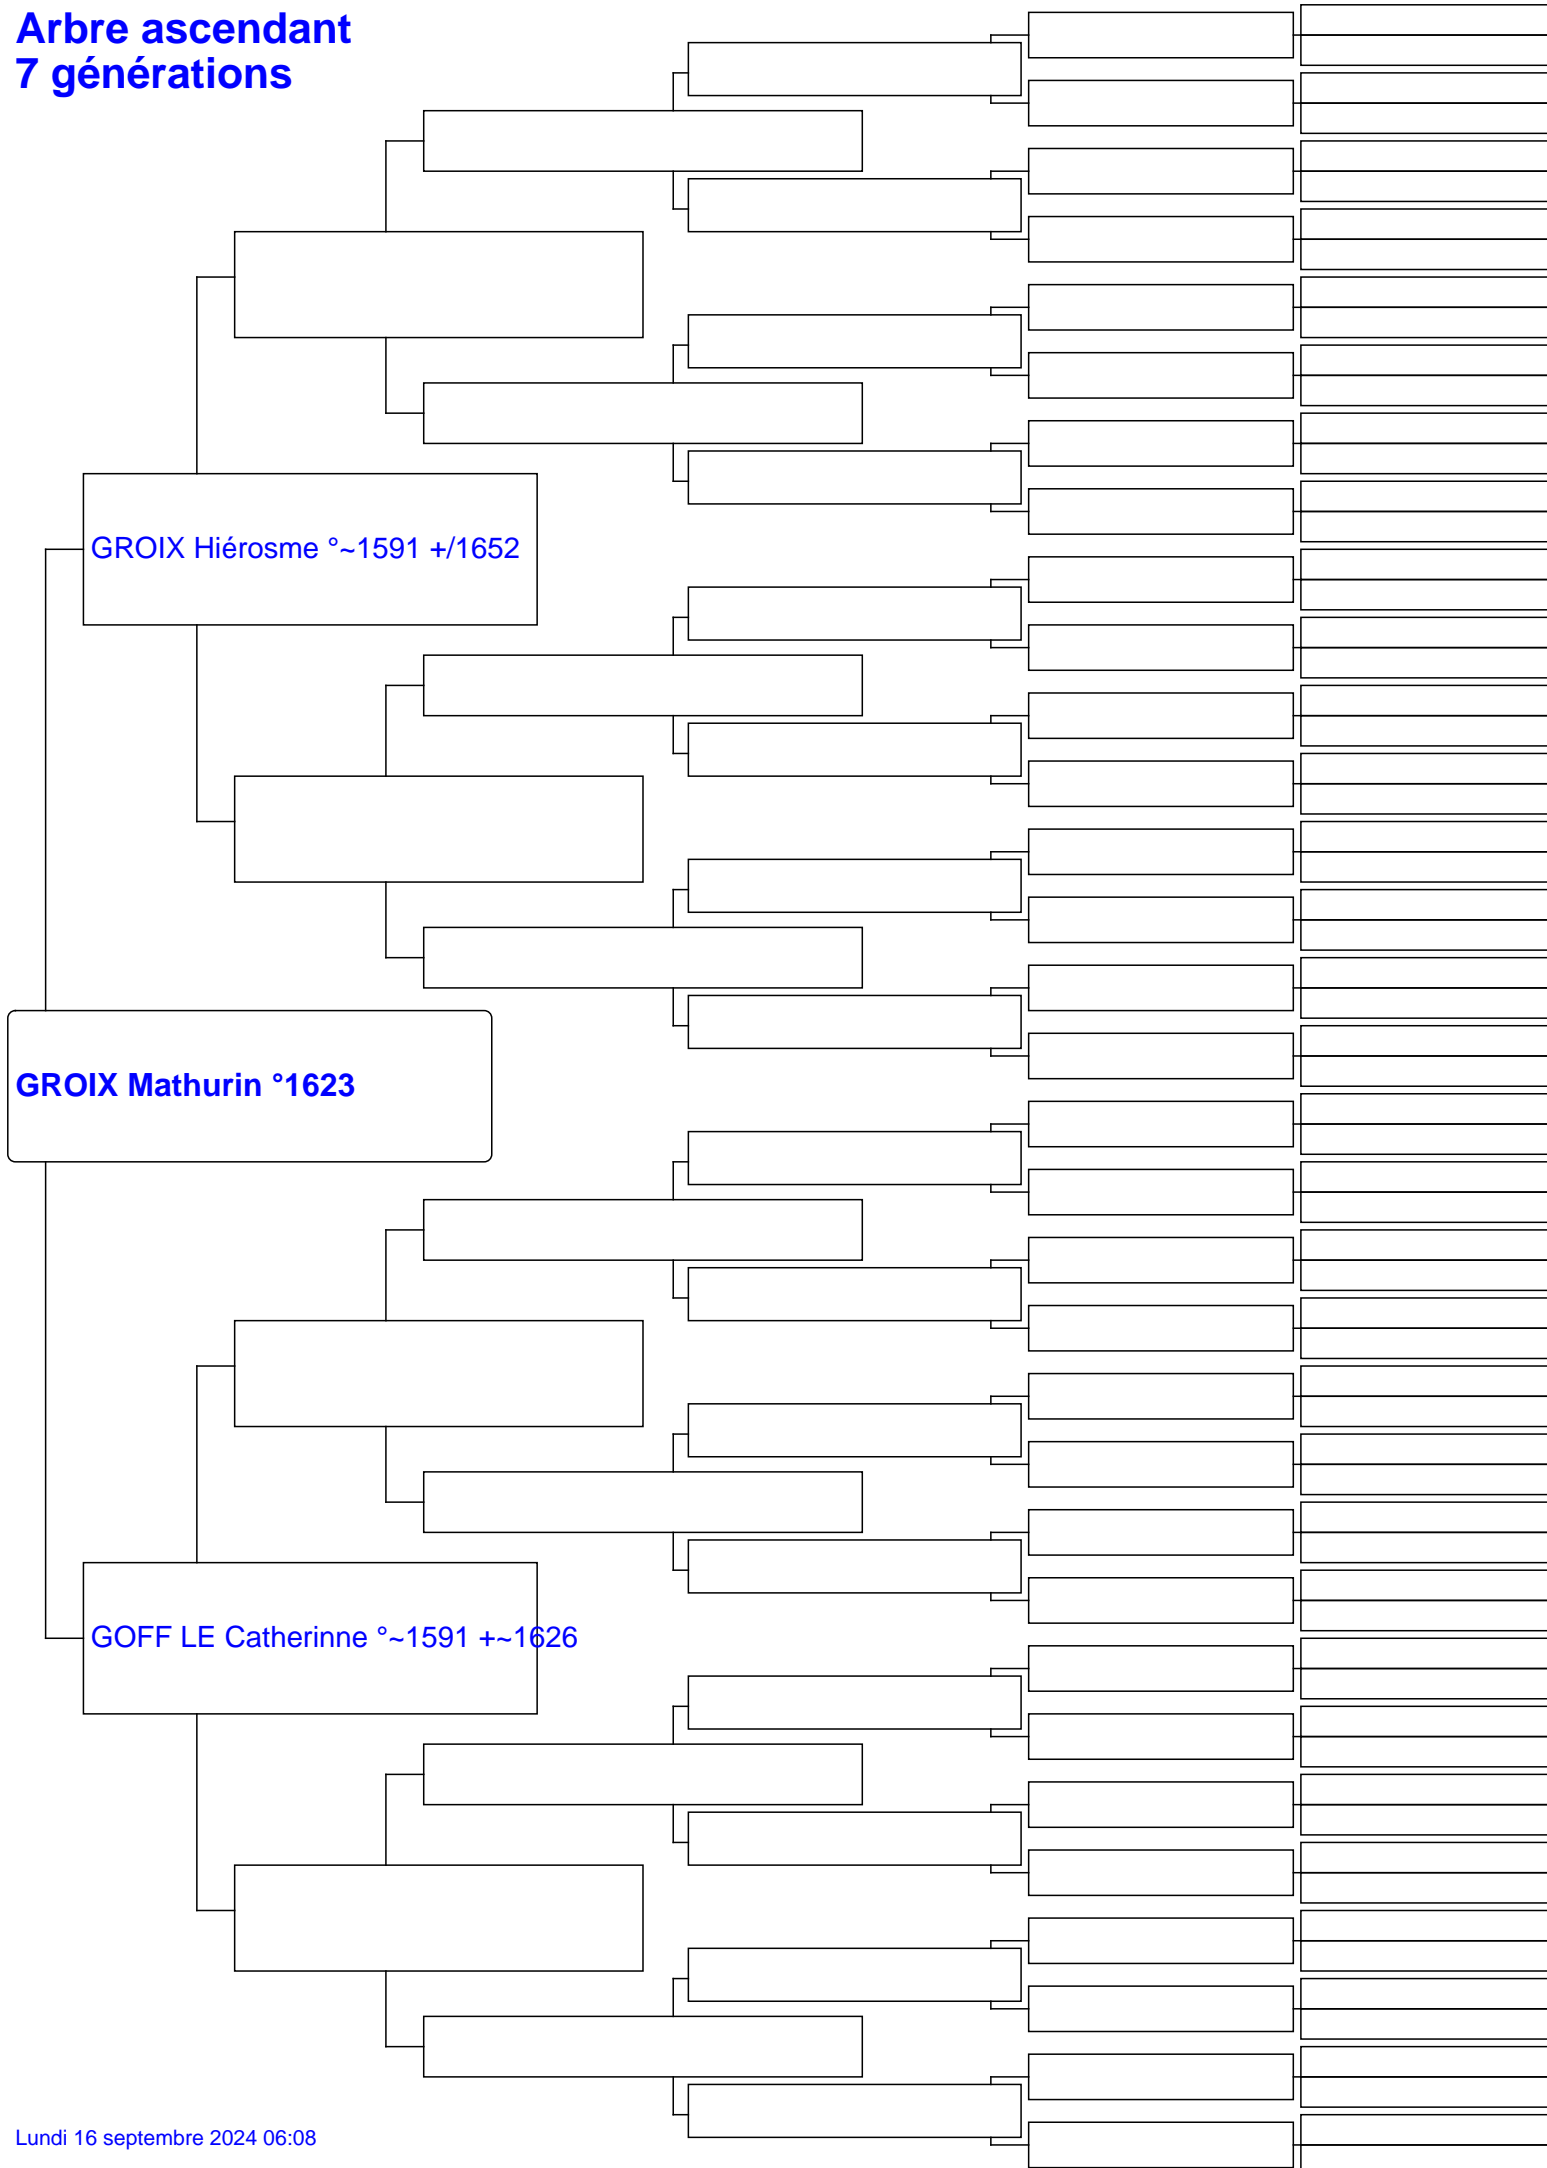 Arbre ascendant
7 générations
GROIX Hiérosme °~1591 +/1652
GROIX Mathurin °1623
GOFF LE Catherinne °~1591 +~1626
Lundi 16 septembre 2024 06:08